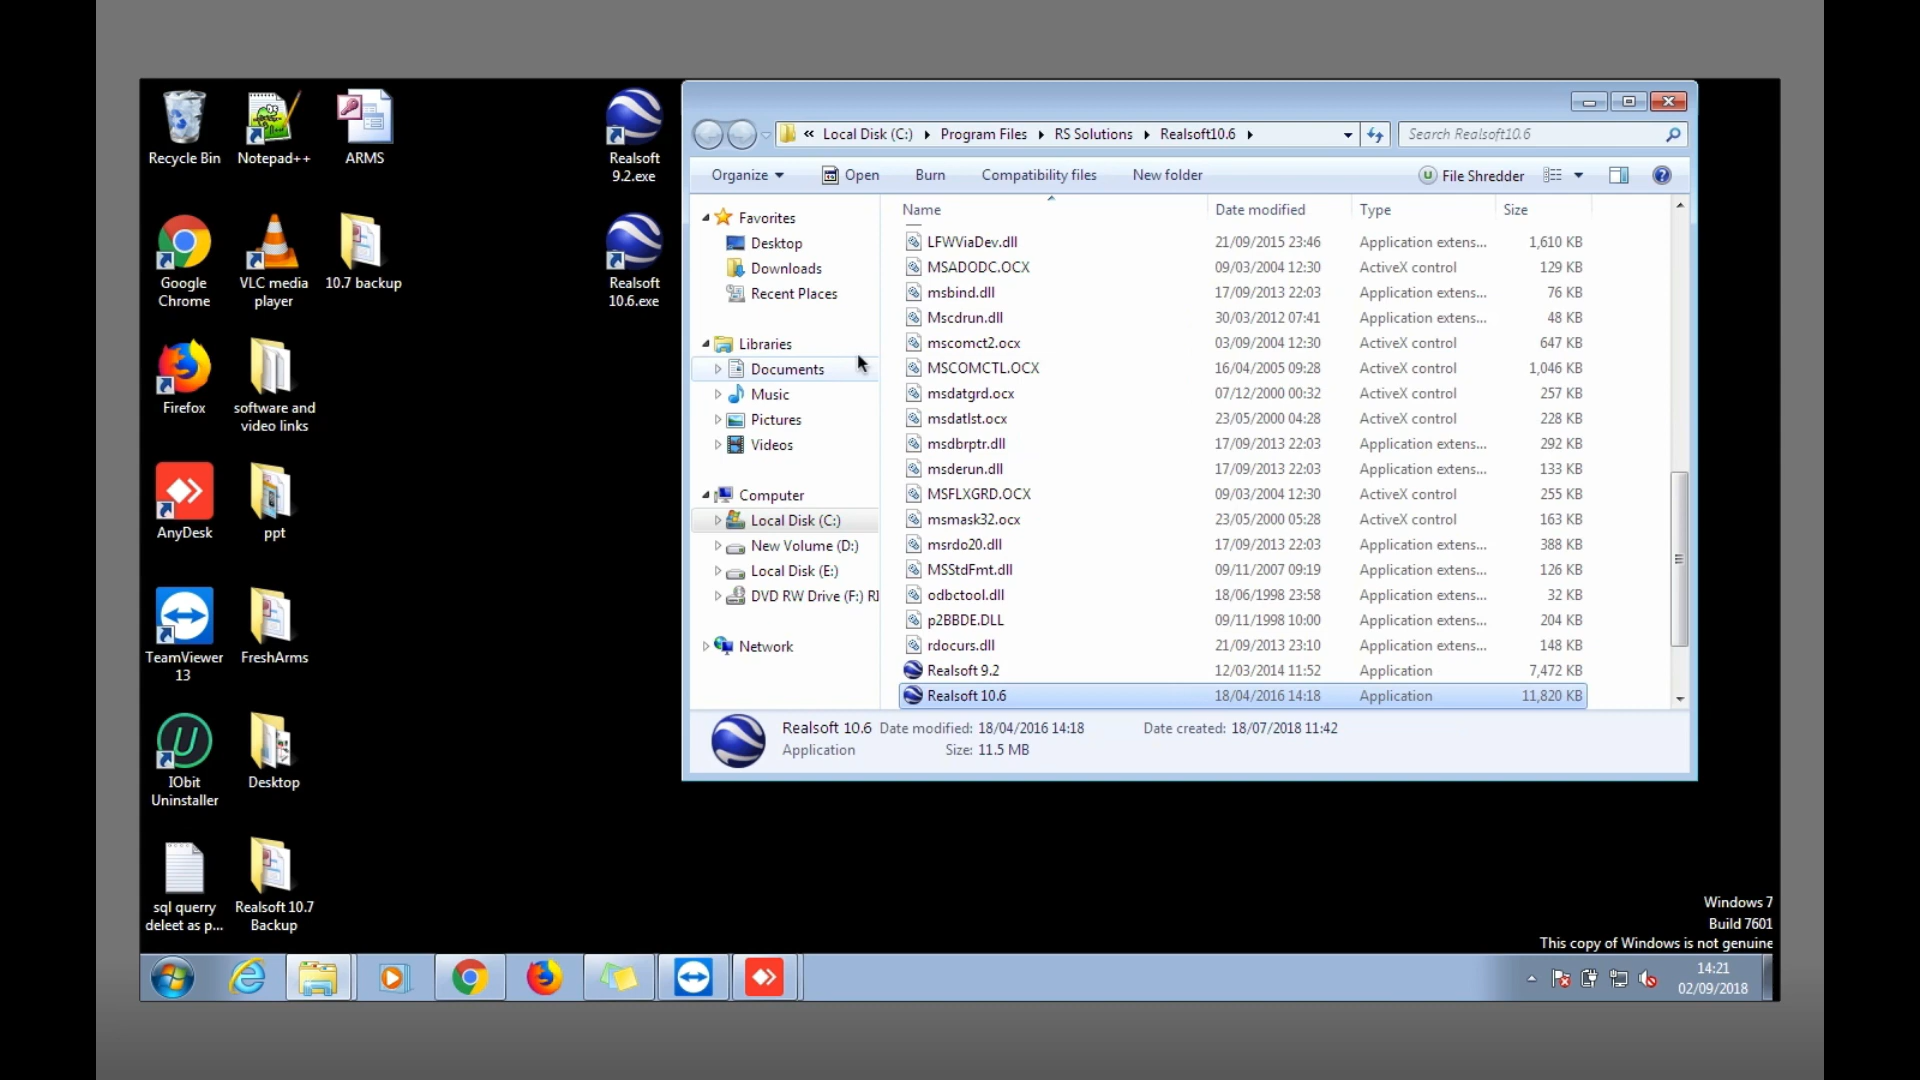 Recycle Bin
Notepad++
ARMS
Realsoft
9.2.exe
Google
Chrome
VLC media
player
10.7 backup
Realsoft
10.6.exe
Firefox
software and
video links
AnyDesk
ppt
TeamViewer
13
FreshArms
IObit
Uninstaller
Desktop
sql querry
deleet as p...
Realsoft 10.7
Backup
« Local Disk (C:) Program Files RS Solutions Realsoft10.6
Search Realsoft10.6
Organize Open Burn Compatibility files New folder File Shredder
Favorites
Desktop
Downloads
Recent Places
Libraries
Documents
Music
Pictures
Videos
Computer
Local Disk (C:)
New Volume (D:)
Local Disk (E:)
DVD RW Drive (F:) RI
Network
Name Date modified Type Size
LFWViaDev.dll 21/09/2015 23:46 Application extens... 1,610 KB
MSADODC.OCX 09/03/2004 12:30 ActiveX control 129 KB
msbind.dll 17/09/2013 22:03 Application extens... 76 KB
Mscdrun.dll 30/03/2012 07:41 Application extens... 48 KB
mscomct2.ocx 03/09/2004 12:30 ActiveX control 647 KB
MSCOMCTL.OCX 16/04/2005 09:28 ActiveX control 1,046 KB
msdatgrd.ocx 07/12/2000 00:32 ActiveX control 257 KB
msdatlst.ocx 23/05/2000 04:28 ActiveX control 228 KB
msdbrptr.dll 17/09/2013 22:03 Application extens... 292 KB
msderun.dll 17/09/2013 22:03 Application extens... 133 KB
MSFLXGRD.OCX 09/03/2004 12:30 ActiveX control 255 KB
msmask32.ocx 23/05/2000 05:28 ActiveX control 163 KB
msrdo20.dll 17/09/2013 22:03 Application extens... 388 KB
MSStdFmt.dll 09/11/2007 09:19 Application extens... 126 KB
odbctool.dll 18/06/1998 23:58 Application extens... 32 KB
p2BBDE.DLL 09/11/1998 10:00 Application extens... 204 KB
rdocurs.dll 21/09/2013 23:10 Application extens... 148 KB
Realsoft 9.2 12/03/2014 11:52 Application 7,472 KB
Realsoft 10.6 18/04/2016 14:18 Application 11,820 KB
Realsoft 10.6 Date modified: 18/04/2016 14:18 Date created: 18/07/2018 11:42
Application Size: 11.5 MB
Windows 7
Build 7601
This copy of Windows is not genuine
14:21
02/09/2018